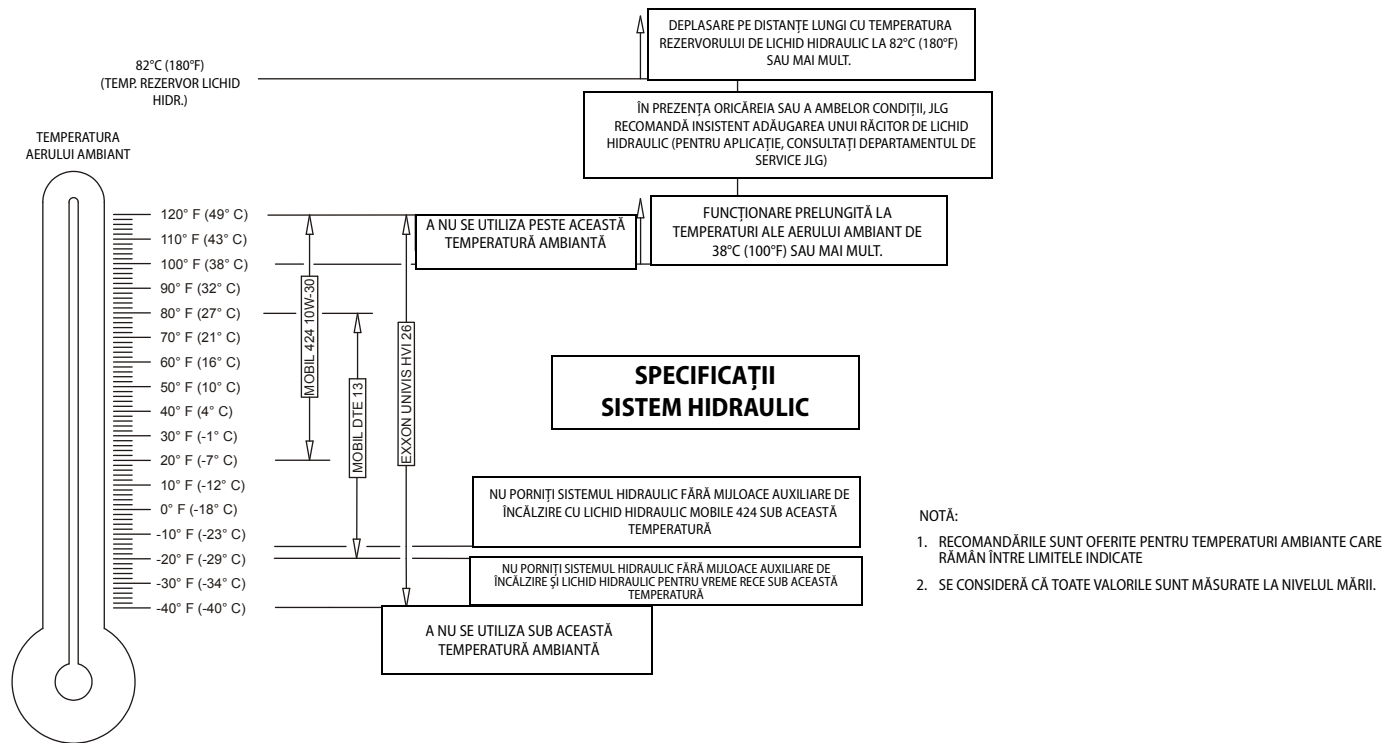 DEPLASARE PE DISTANȚE LUNGI CU TEMPERATURA
REZERVORULUI DE LICHID HIDRAULIC LA 82°C (180°F)
SAU MAI MULT.
82°C (180°F)
(TEMP. REZERVOR LICHID
HIDR.)
ÎN PREZENȚA ORICĂREIA SAU A AMBELOR CONDIȚII, JLG
RECOMANDĂ INSISTENT ADĂUGAREA UNUI RĂCITOR DE LICHID
HIDRAULIC (PENTRU APLICAȚIE, CONSULTAȚI DEPARTAMENTUL DE
SERVICE JLG)
TEMPERATURA
AERULUI AMBIANT
A NU SE UTILIZA PESTE ACEASTĂ
TEMPERATURĂ AMBIANTĂ
FUNCȚIONARE PRELUNGITĂ LA
TEMPERATURI ALE AERULUI AMBIANT DE
38°C (100°F) SAU MAI MULT.
120° F (49° C)
110° F (43° C)
100° F (38° C)
90° F (32° C)
80° F (27° C)
70° F (21° C)
60° F (16° C)
50° F (10° C)
40° F (4° C)
30° F (-1° C)
20° F (-7° C)
10° F (-12° C)
0° F (-18° C)
-10° F (-23° C)
-20° F (-29° C)
-30° F (-34° C)
-40° F (-40° C)
MOBIL 424 10W-30
MOBIL DTE 13
EXXON UNIVIS HVI 26
SPECIFICAȚII
SISTEM HIDRAULIC
NU PORNIȚI SISTEMUL HIDRAULIC FĂRĂ MIJLOACE AUXILIARE DE
ÎNCĂLZIRE CU LICHID HIDRAULIC MOBILE 424 SUB ACEASTĂ
TEMPERATURĂ
NU PORNIȚI SISTEMUL HIDRAULIC FĂRĂ MIJLOACE AUXILIARE DE
ÎNCĂLZIRE ȘI LICHID HIDRAULIC PENTRU VREME RECE SUB ACEASTĂ
TEMPERATURĂ
A NU SE UTILIZA SUB ACEASTĂ
TEMPERATURĂ AMBIANTĂ
NOTĂ:
1. RECOMANDĂRILE SUNT OFERITE PENTRU TEMPERATURI AMBIANTE CARE
RĂMÂN ÎNTRE LIMITELE INDICATE
2. SE CONSIDERĂ CĂ TOATE VALORILE SUNT MĂSURATE LA NIVELUL MĂRII.